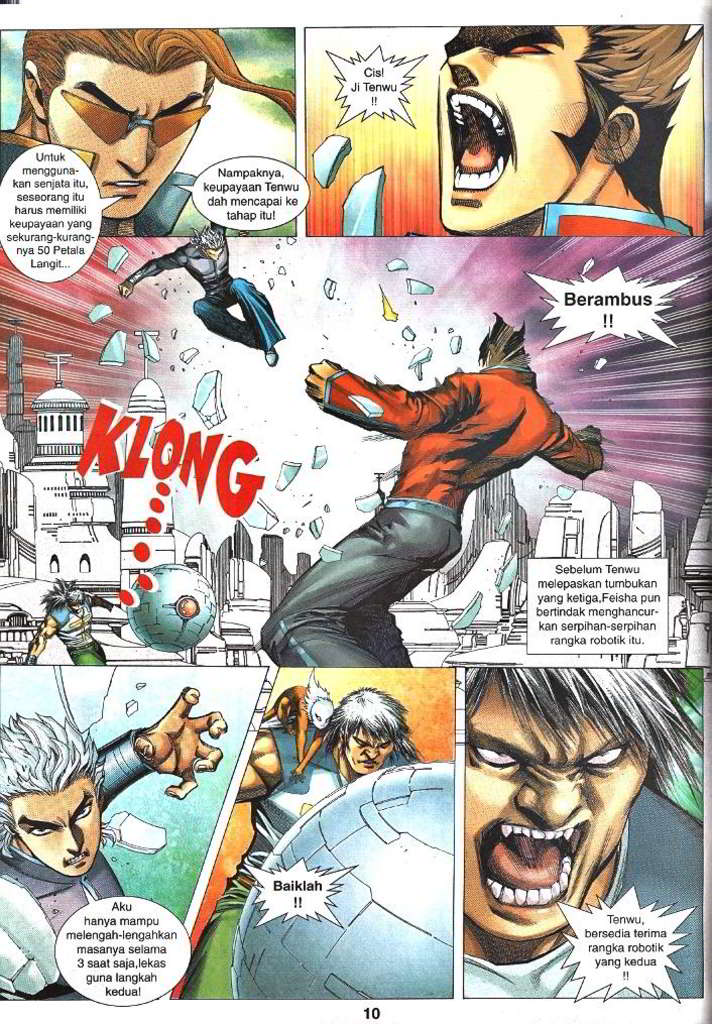 Untuk
mengguna-
kan senjata itu,
seseorang itu
harus memiliki
keupayaan yang
sekurang-kurang-
nya 50 Petala
Langit...
Nampaknya,
keupayaan Tenwu
dah mencapai ke
tahap itu!
Cis!
Ji Tenwu
!!
Berambus
!!
KLONG
Sebelum Tenwu
melepaskan tumbukan
yang ketiga,Feisha pun
bertindak menghancur-
kan serpihan-serpihan
rangka robotik itu.
Aku
hanya mampu
melengah-lengahkan
masanya selama
3 saat saja,lekas
guna langkah
kedua!
Baiklah
!!
Tenwu,
bersedia terima
rangka robotik
yang kedua
!!
10